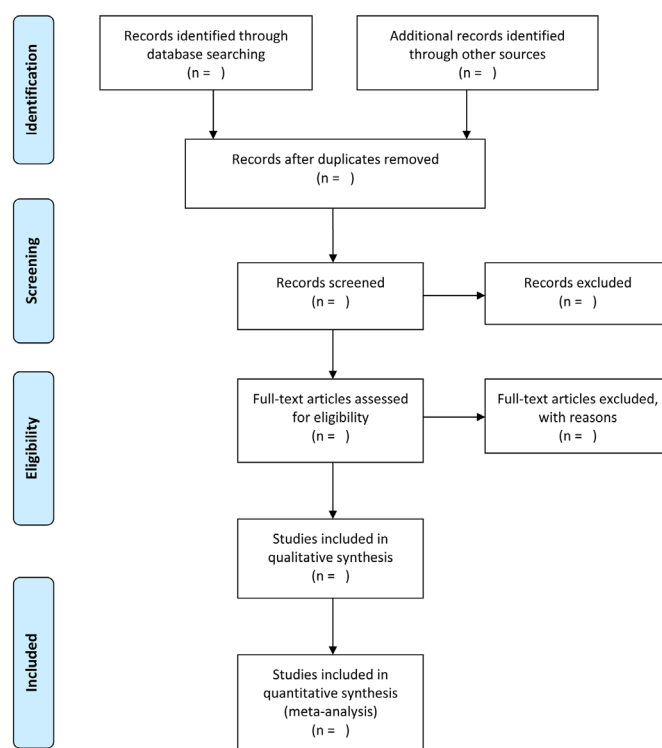 Identification
Records identified through
database searching
(n =   )
Additional records identified
through other sources
(n =   )
Records after duplicates removed
(n =   )
Screening
Records screened
(n =   )
Records excluded
(n =   )
Eligibility
Full-text articles assessed
for eligibility
(n =   )
Full-text articles excluded,
with reasons
(n =   )
Studies included in
qualitative synthesis
(n =   )
Included
Studies included in
quantitative synthesis
(meta-analysis)
(n =   )